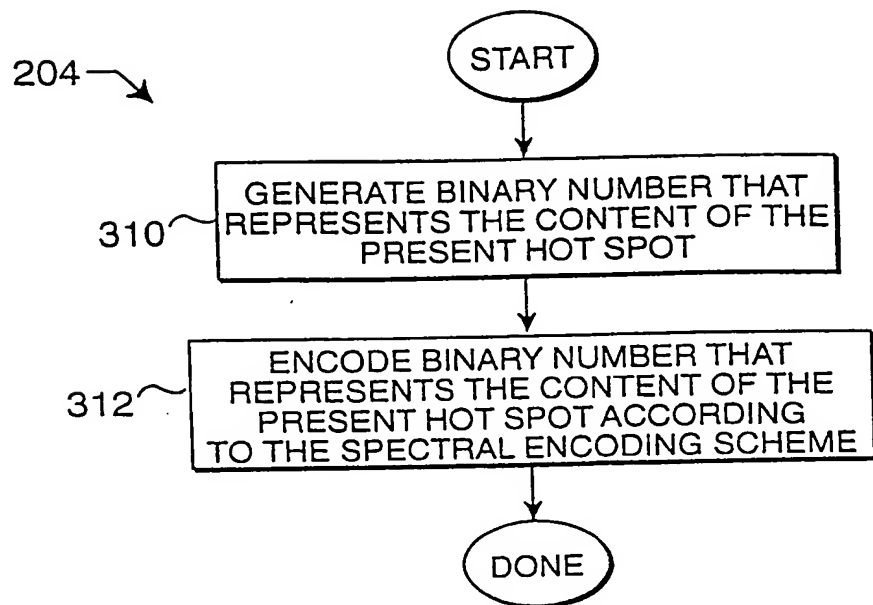 START
204
GENERATE BINARY NUMBER THAT
REPRESENTS THE CONTENT OF THE
PRESENT HOT SPOT
310
ENCODE BINARY NUMBER THAT
REPRESENTS THE CONTENT OF THE
PRESENT HOT SPOT ACCORDING
TO THE SPECTRAL ENCODING SCHEME
312
DONE